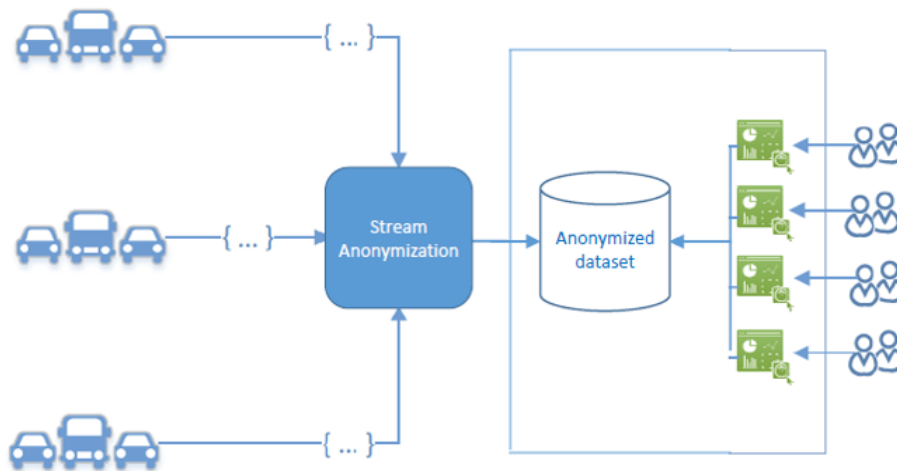 { ... }
{ ... }
Stream
Anonymization
Anonymized
dataset
{ ... }